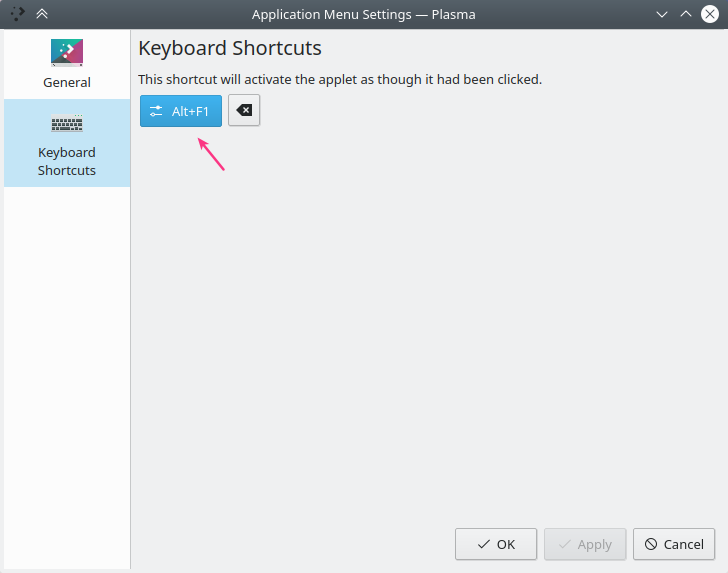 Application Menu Settings — Plasma
General
Keyboard
Shortcuts
Keyboard Shortcuts
This shortcut will activate the applet as though it had been clicked.
Alt+F1
OK
Apply
Cancel